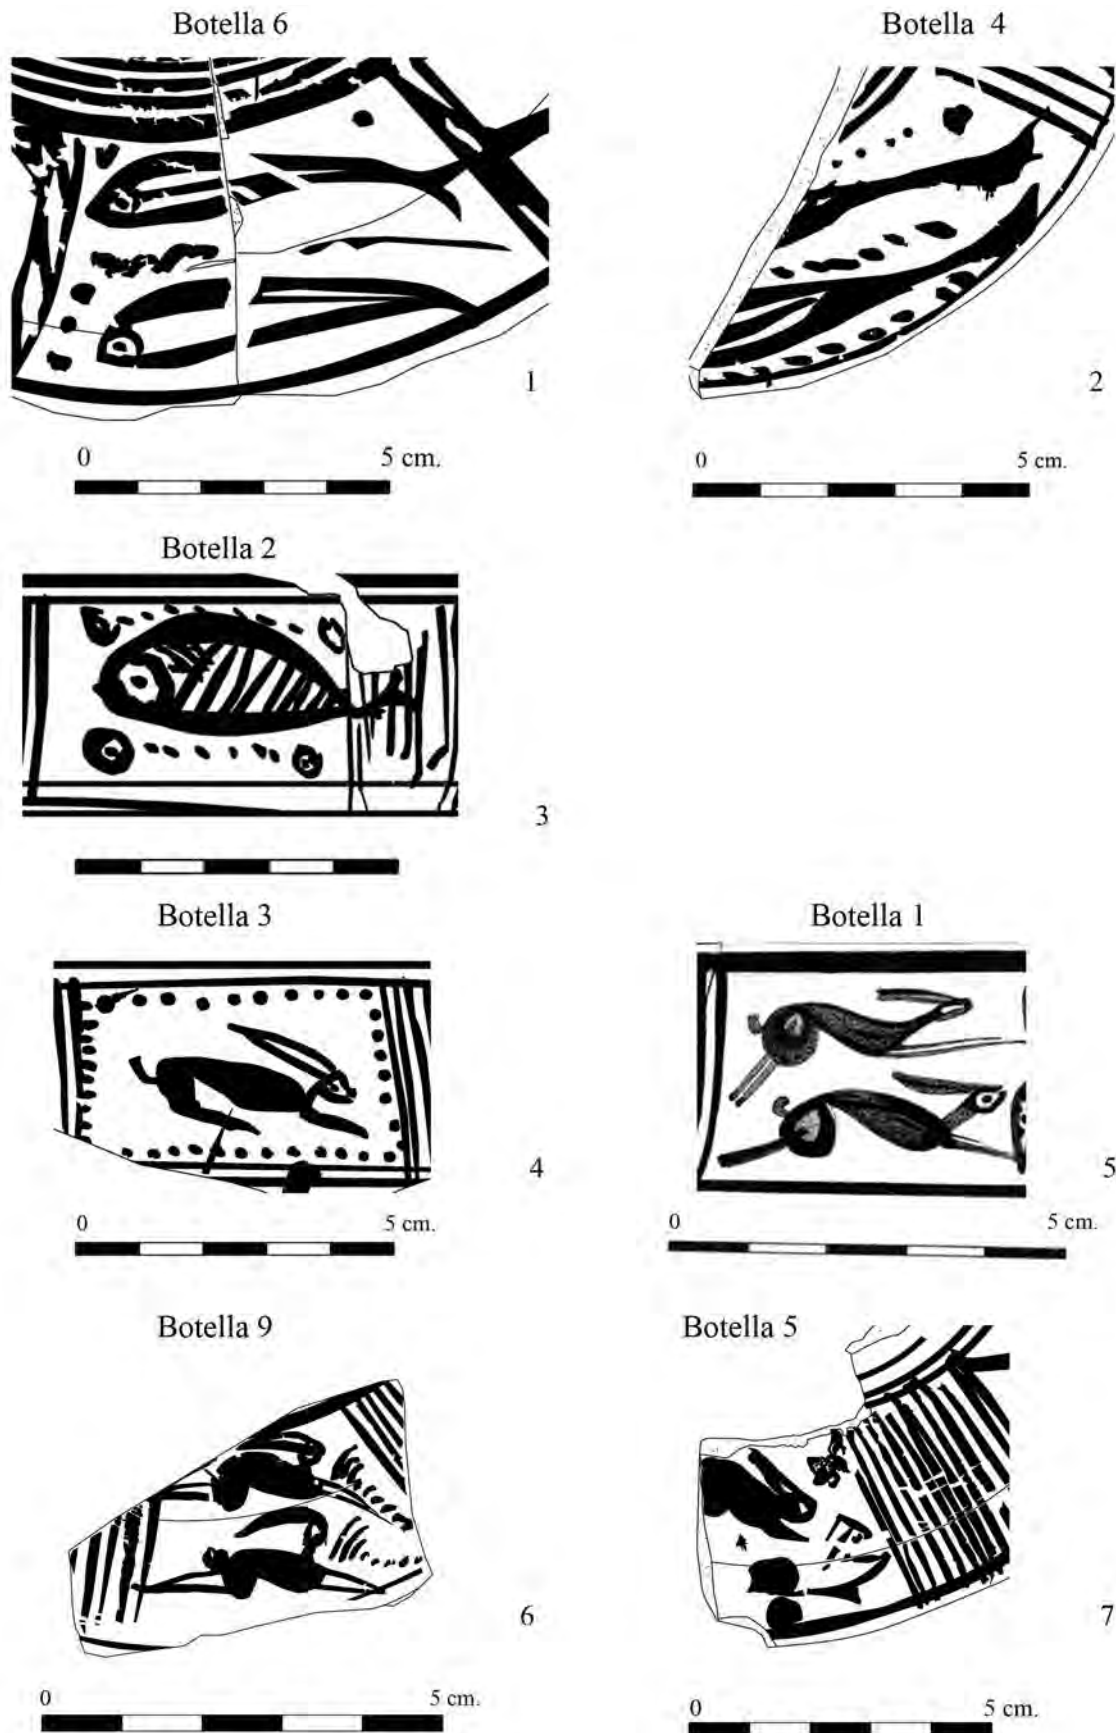 Botella 6
Botella 4
1
2
0 5 cm.
0 5 cm.
Botella 2
3
Botella 3
Botella 1
4
5
0 5 cm.
0 5 cm.
Botella 9
Botella 5
6
7
0 5 cm.
0 5 cm.